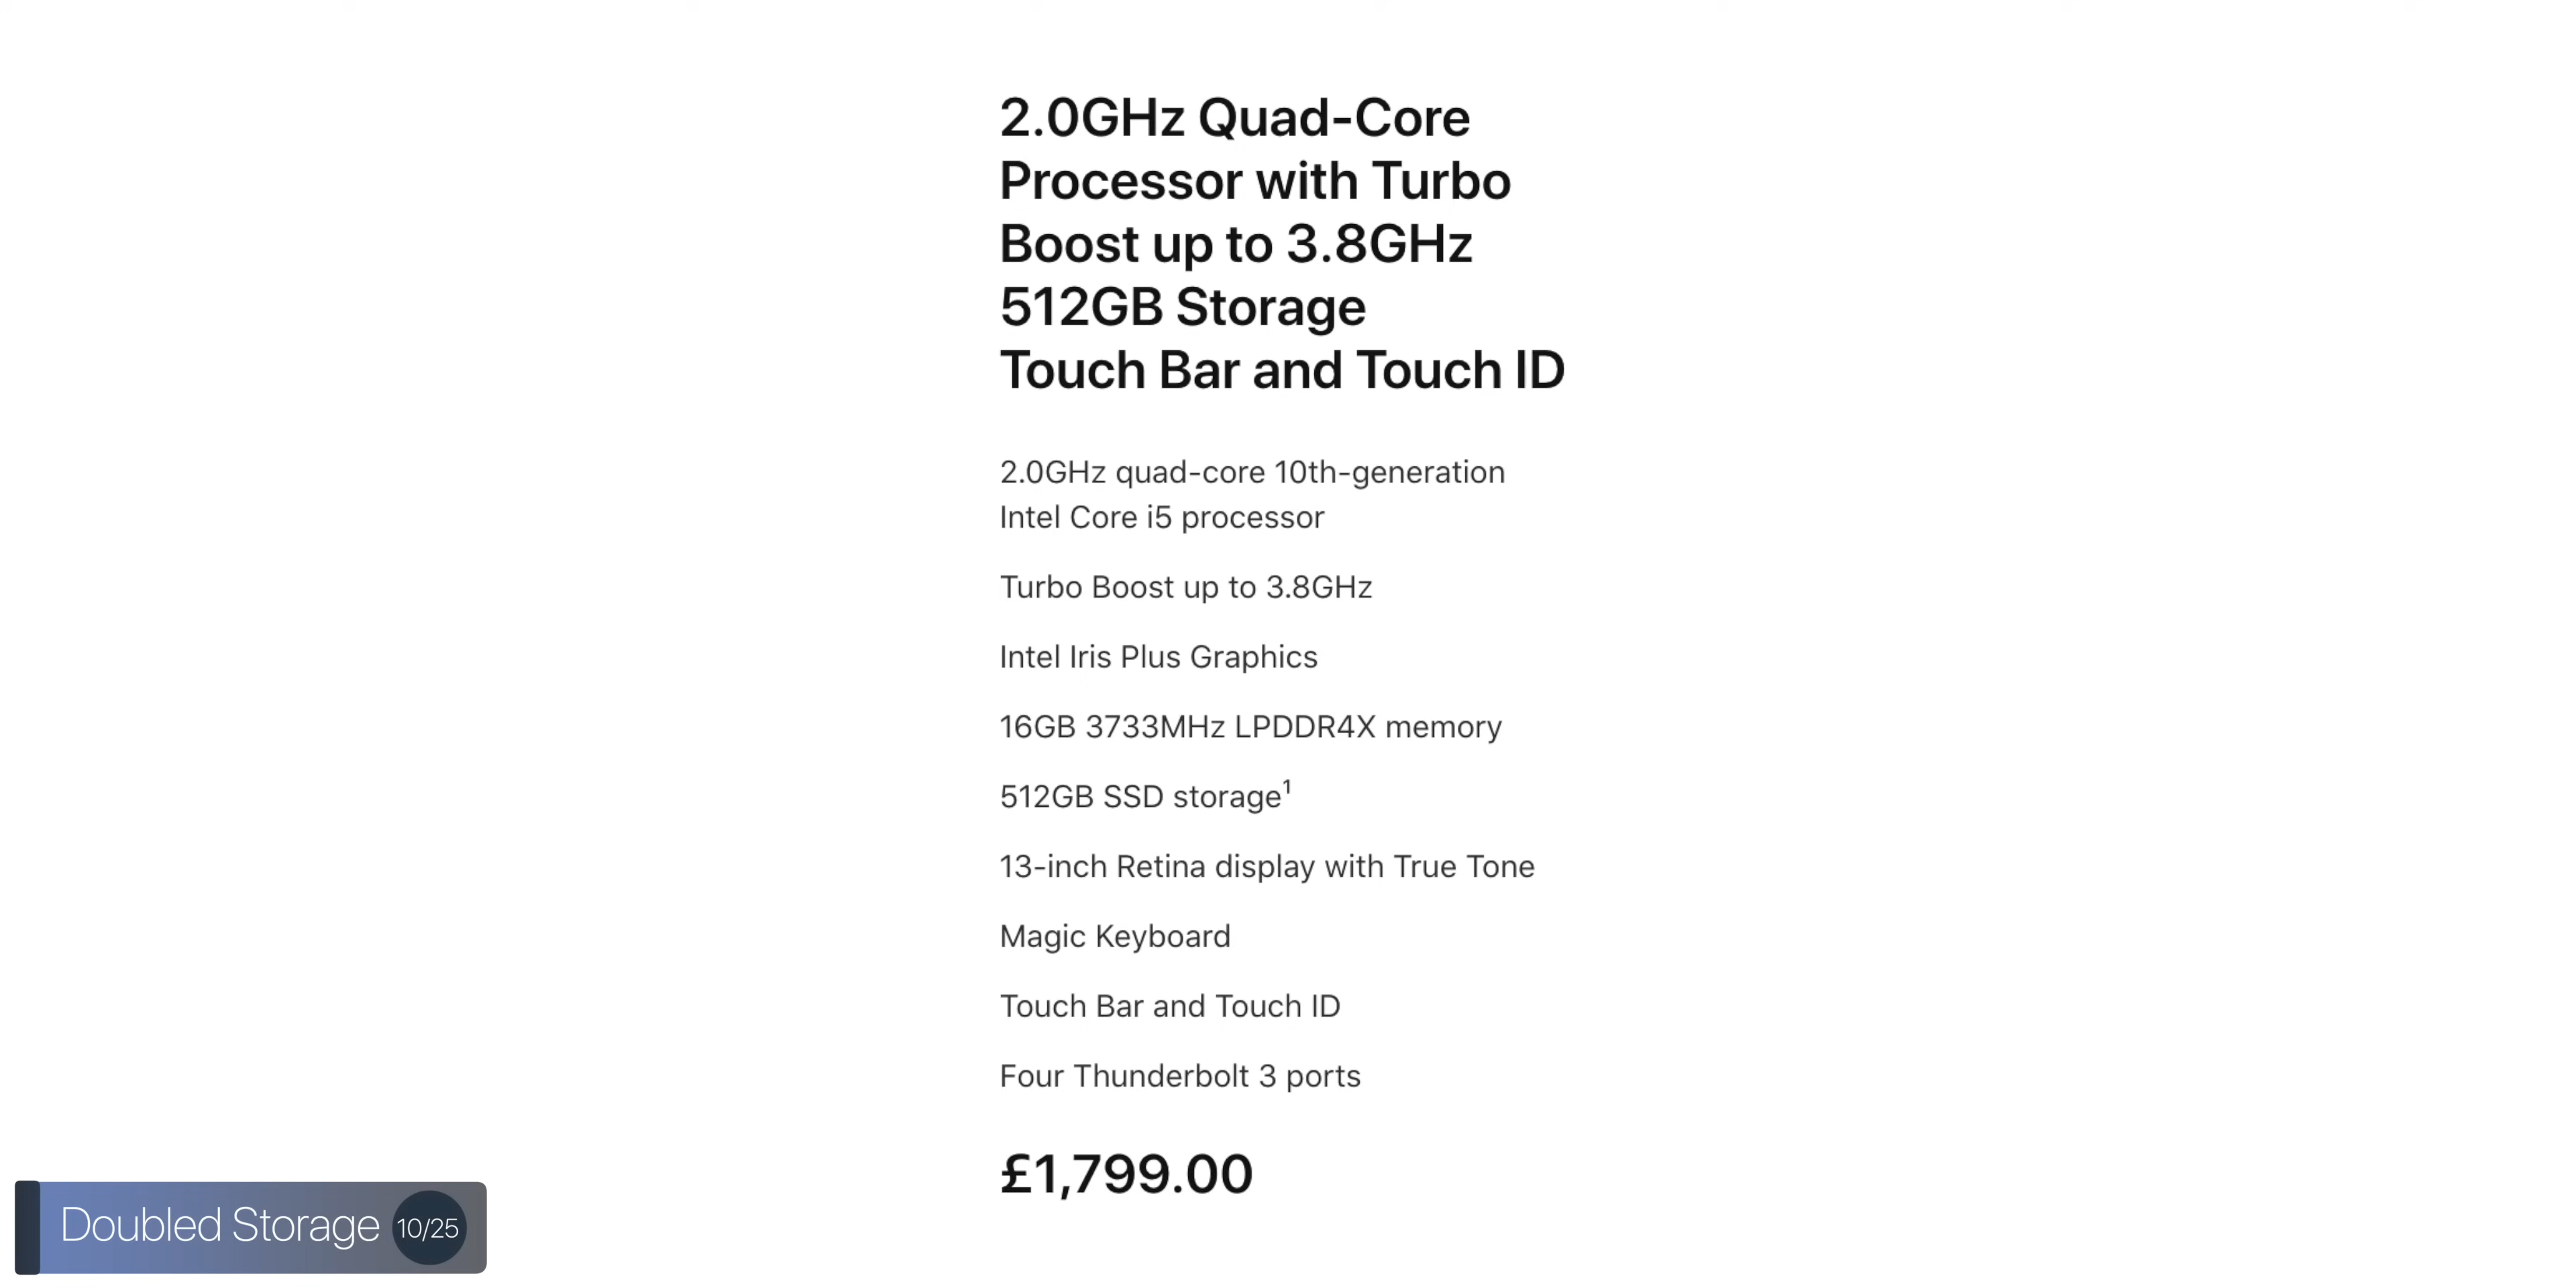 2.0GHz Quad-Core
Processor with Turbo
Boost up to 3.8GHz
512GB Storage
Touch Bar and Touch ID
2.0GHz quad-core 10th-generation
Intel Core i5 processor
Turbo Boost up to 3.8GHz
Intel Iris Plus Graphics
16GB 3733MHz LPDDR4X memory
512GB SSD storage¹
13-inch Retina display with True Tone
Magic Keyboard
Touch Bar and Touch ID
Four Thunderbolt 3 ports
£1,799.00
Doubled Storage 10/25